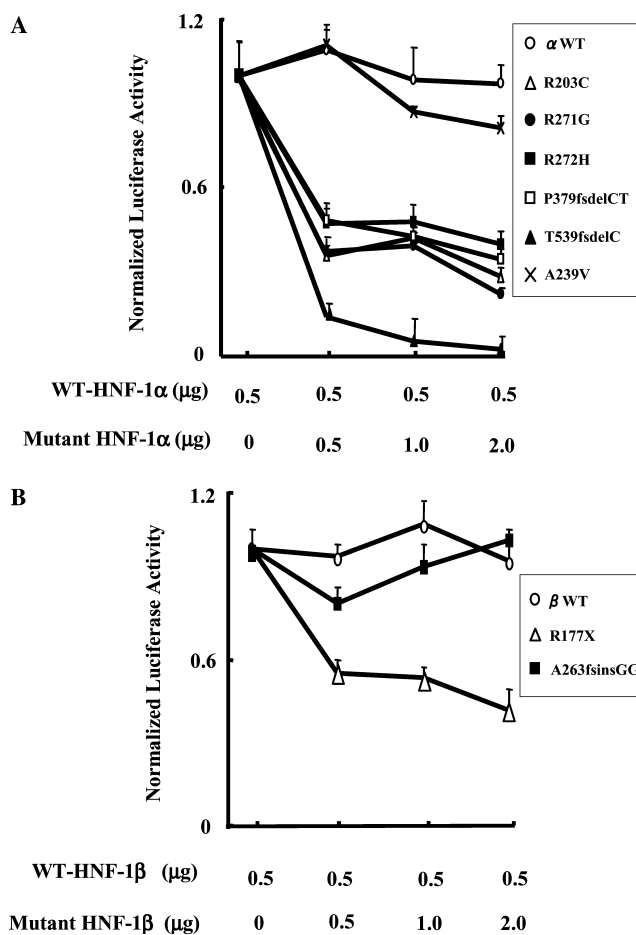 A
1.2
0.6
0
Normalized Luciferase Activity
α WT
R203C
R271G
R272H
P379fsdelCT
T539fsdelC
A239V
WT-HNF-1α (μg) 0.5 0.5 0.5 0.5
Mutant HNF-1α (μg) 0 0.5 1.0 2.0
B
1.2
0.6
0
Normalized Luciferase Activity
β WT
R177X
A263fsinsGG
WT-HNF-1β (μg) 0.5 0.5 0.5 0.5
Mutant HNF-1β (μg) 0 0.5 1.0 2.0